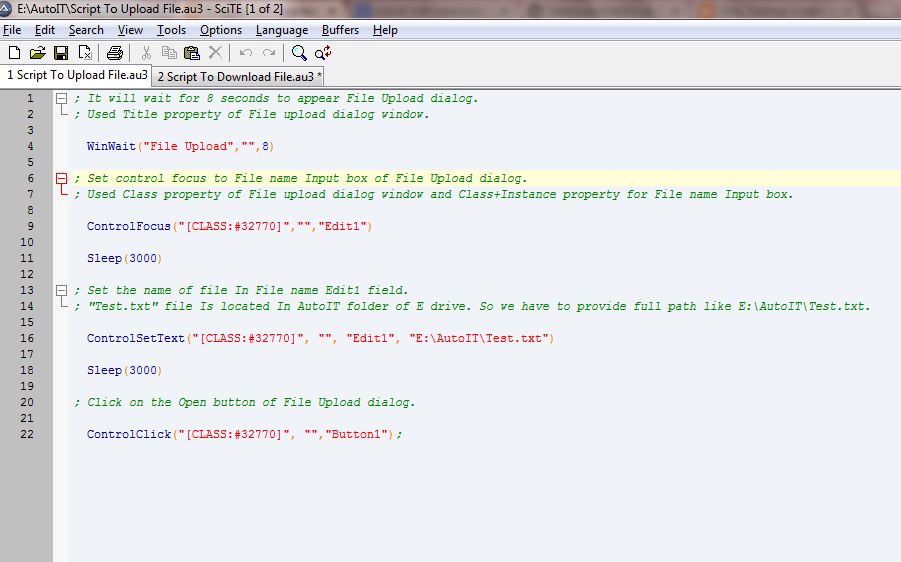 E:\AutoIT\Script To Upload File.au3 - SciTE [1 of 2]
File Edit Search View Tools Options Language Buffers Help
1 Script To Upload File.au3 2 Script To Download File.au3 *
1 ; It will wait for 8 seconds to appear File Upload dialog.
2 ; Used Title property of File upload dialog window.
3
4 WinWait("File Upload","",8)
5
6 ; Set control focus to File name Input box of File Upload dialog.
7 ; Used Class property of File upload dialog window and Class+Instance property for File name Input box.
8
9 ControlFocus("[CLASS:#32770]","","Edit1")
10
11 Sleep(3000)
12
13 ; Set the name of file In File name Edit1 field.
14 ; "Test.txt" file Is located In AutoIT folder of E drive. So we have to provide full path like E:\AutoIT\Test.txt.
15
16 ControlSetText("[CLASS:#32770]", "", "Edit1", "E:\AutoIT\Test.txt")
17
18 Sleep(3000)
19
20 ; Click on the Open button of File Upload dialog.
21
22 ControlClick("[CLASS:#32770]", "","Button1");